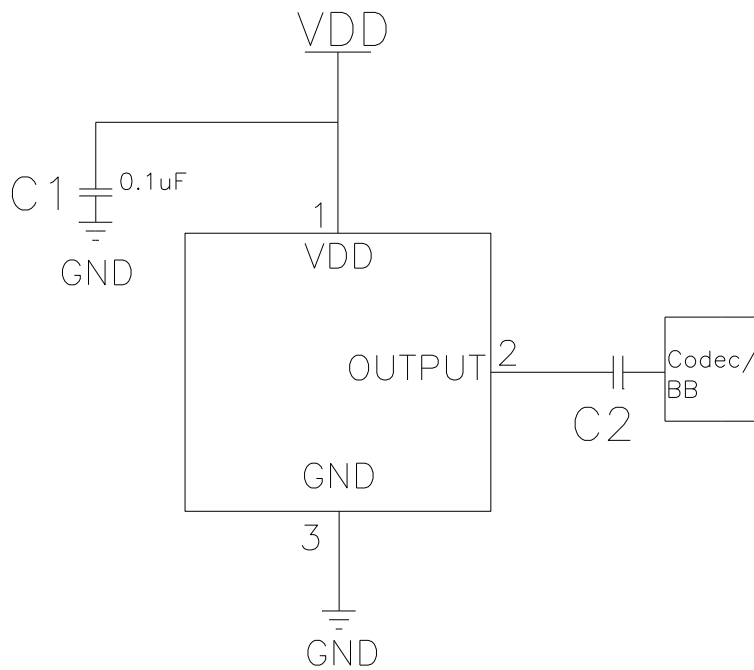 VDD
C1 0.1uF
GND
1
VDD
OUTPUT
2
C2
Codec/
BB
GND
3
GND